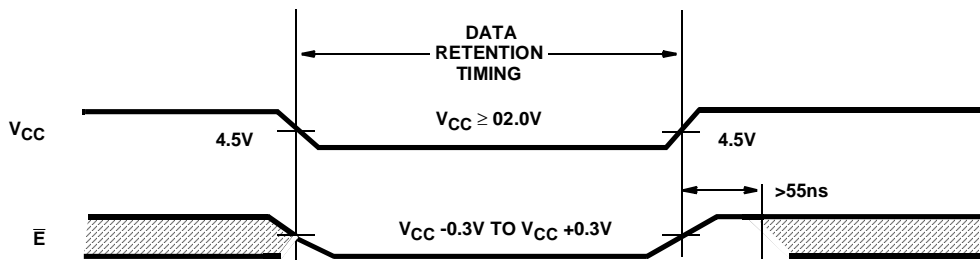 DATA
RETENTION
TIMING
VCC
4.5V
VCC ≥ 02.0V
4.5V
>55ns
E̅
VCC -0.3V TO VCC +0.3V